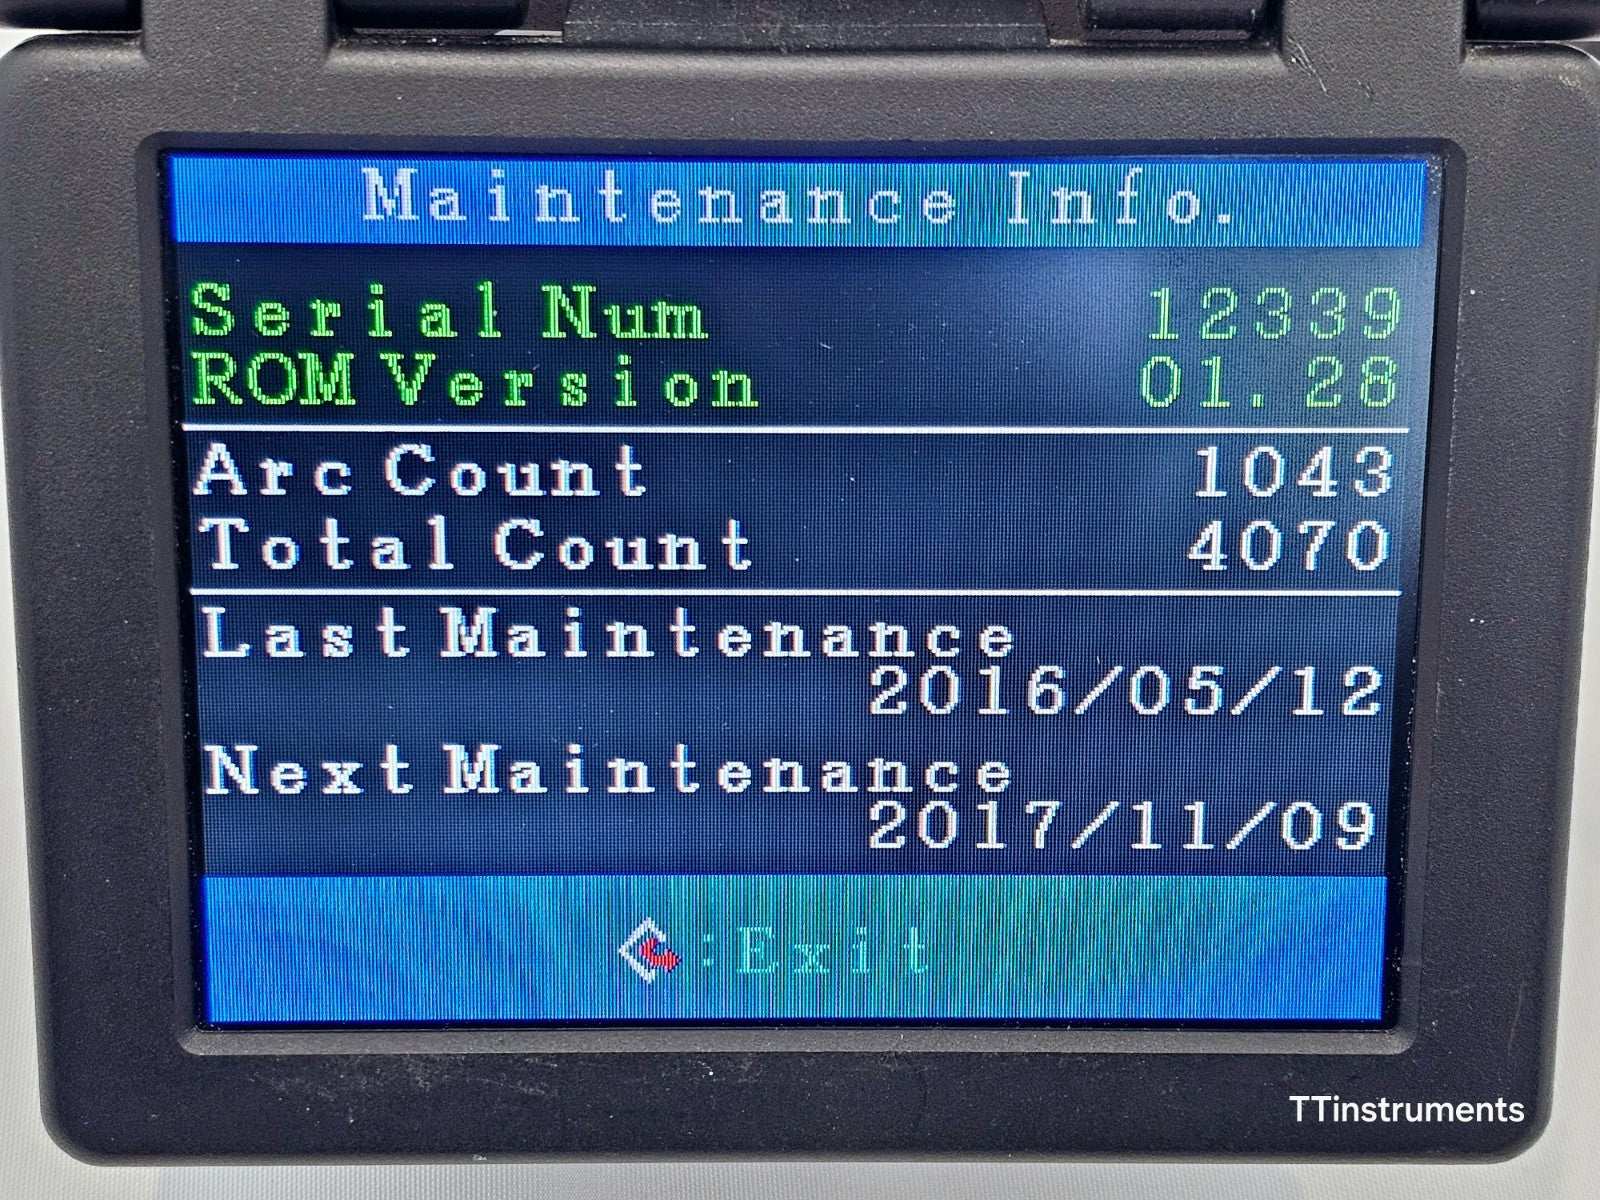 Maintenance Info.
Serial Num 12339
ROM Version 01.28
Arc Count 1043
Total Count 4070
Last Maintenance
2016/05/12
Next Maintenance
2017/11/09
:Exit
TTinstruments